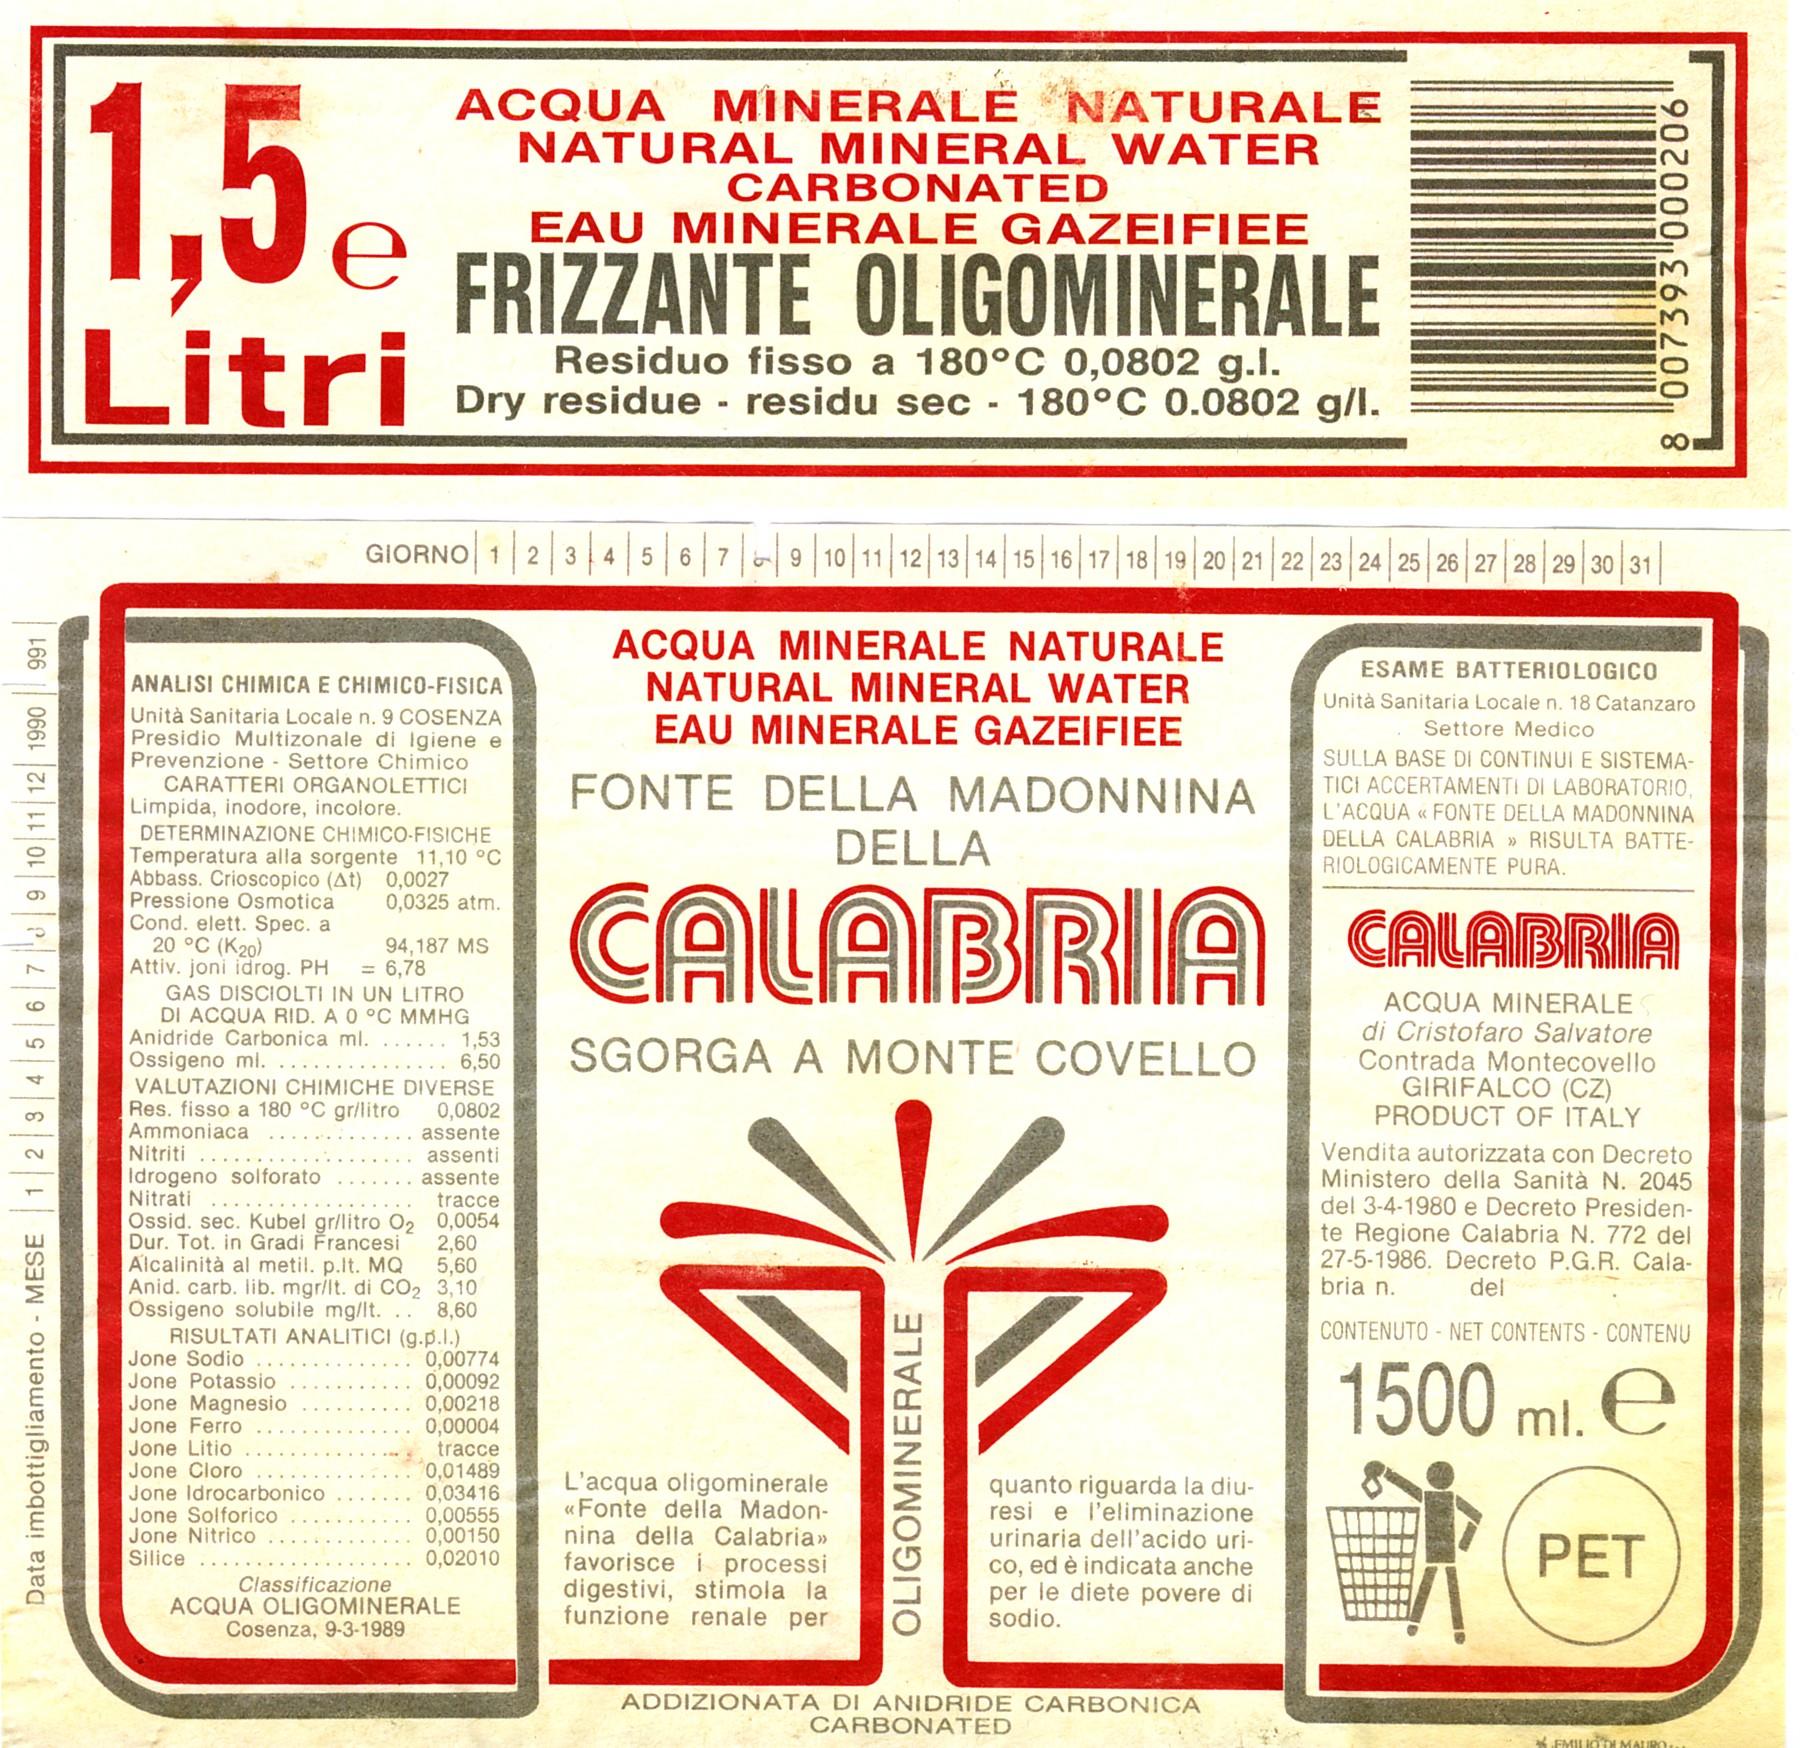 1,5 e
Litri
ACQUA MINERALE NATURALE
NATURAL MINERAL WATER
CARBONATED
EAU MINERALE GAZEIFIEE
FRIZZANTE OLIGOMINERALE
Residuo fisso a 180°C 0,0802 g.l.
Dry residue - residu sec - 180°C 0.0802 g/l.
8 007393 000206
GIORNO 1 2 3 4 5 6 7 9 10 11 12 13 14 15 16 17 18 19 20 21 22 23 24 25 26 27 28 29 30 31
Data imbottigliamento - MESE 1 2 3 4 5 6 7 8 9 10 11 12 1990 991
ANALISI CHIMICA E CHIMICO-FISICA
Unità Sanitaria Locale n. 9 COSENZA
Presidio Multizonale di Igiene e
Prevenzione - Settore Chimico
CARATTERI ORGANOLETTICI
Limpida, inodore, incolore.
DETERMINAZIONE CHIMICO-FISICHE
Temperatura alla sorgente 11,10 °C
Abbass. Crioscopico (Δt) 0,0027
Pressione Osmotica 0,0325 atm.
Cond. elett. Spec. a
20 °C (K20) 94,187 MS
Attiv. joni idrog. PH = 6,78
GAS DISCIOLTI IN UN LITRO
DI ACQUA RID. A 0 °C MMHG
Anidride Carbonica ml. ...... 1,53
Ossigeno ml. ............... 6,50
VALUTAZIONI CHIMICHE DIVERSE
Res. fisso a 180 °C gr/litro 0,0802
Ammoniaca ............. assente
Nitriti ................... assenti
Idrogeno solforato ....... assente
Nitrati .................. tracce
Ossid. sec. Kubel gr/litro O2 0,0054
Dur. Tot. in Gradi Francesi 2,60
Alcalinità al metil. p.lt. MQ 5,60
Anid. carb. lib. mgr/lt. di CO2 3,10
Ossigeno solubile mg/lt. .. 8,60
RISULTATI ANALITICI (g.p.l.)
Jone Sodio .............. 0,00774
Jone Potassio ........... 0,00092
Jone Magnesio .......... 0,00218
Jone Ferro .............. 0,00004
Jone Litio ............... tracce
Jone Cloro .............. 0,01489
Jone Idrocarbonico ....... 0,03416
Jone Solforico ........... 0,00555
Jone Nitrico ............. 0,00150
Silice ................... 0,02010
Classificazione
ACQUA OLIGOMINERALE
Cosenza, 9-3-1989
ACQUA MINERALE NATURALE
NATURAL MINERAL WATER
EAU MINERALE GAZEIFIEE
FONTE DELLA MADONNINA
DELLA
CALABRIA
SGORGA A MONTE COVELLO
OLIGOMINERALE
L'acqua oligominerale
«Fonte della Madon-
nina della Calabria»
favorisce i processi
digestivi, stimola la
funzione renale per
quanto riguarda la diu-
resi e l'eliminazione
urinaria dell'acido uri-
co, ed è indicata anche
per le diete povere di
sodio.
ADDIZIONATA DI ANIDRIDE CARBONICA
CARBONATED
ESAME BATTERIOLOGICO
Unità Sanitaria Locale n. 18 Catanzaro
Settore Medico
SULLA BASE DI CONTINUI E SISTEMA-
TICI ACCERTAMENTI DI LABORATORIO,
L'ACQUA « FONTE DELLA MADONNINA
DELLA CALABRIA » RISULTA BATTE-
RIOLOGICAMENTE PURA.
CALABRIA
ACQUA MINERALE
di Cristofaro Salvatore
Contrada Montecovello
GIRIFALCO (CZ)
PRODUCT OF ITALY
Vendita autorizzata con Decreto
Ministero della Sanità N. 2045
del 3-4-1980 e Decreto Presiden-
te Regione Calabria N. 772 del
27-5-1986. Decreto P.G.R. Cala-
bria n. del
CONTENUTO - NET CONTENTS - CONTENU
1500 ml. e
PET
EMILIO DI MAURO